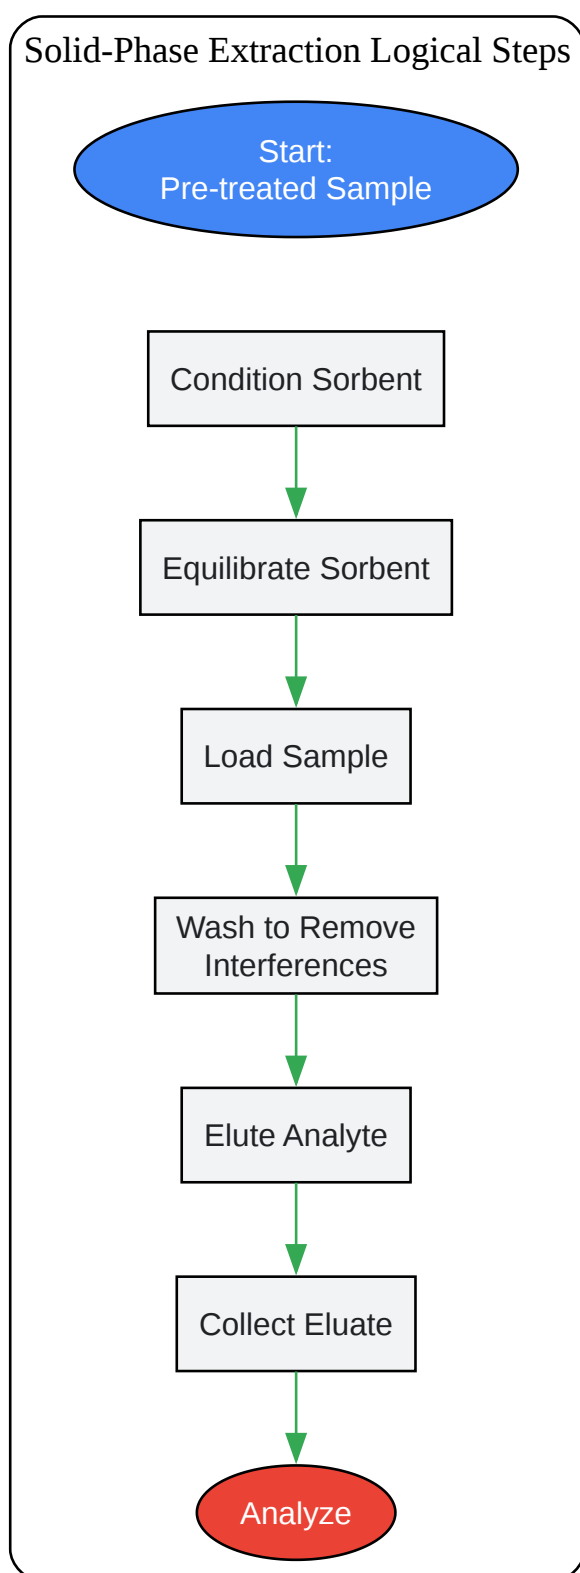 Solid-Phase Extraction Logical Steps
Start:
Pre-treated Sample
Condition Sorbent
Equilibrate Sorbent
Load Sample
Wash to Remove
Interferences
Elute Analyte
Collect Eluate
Analyze